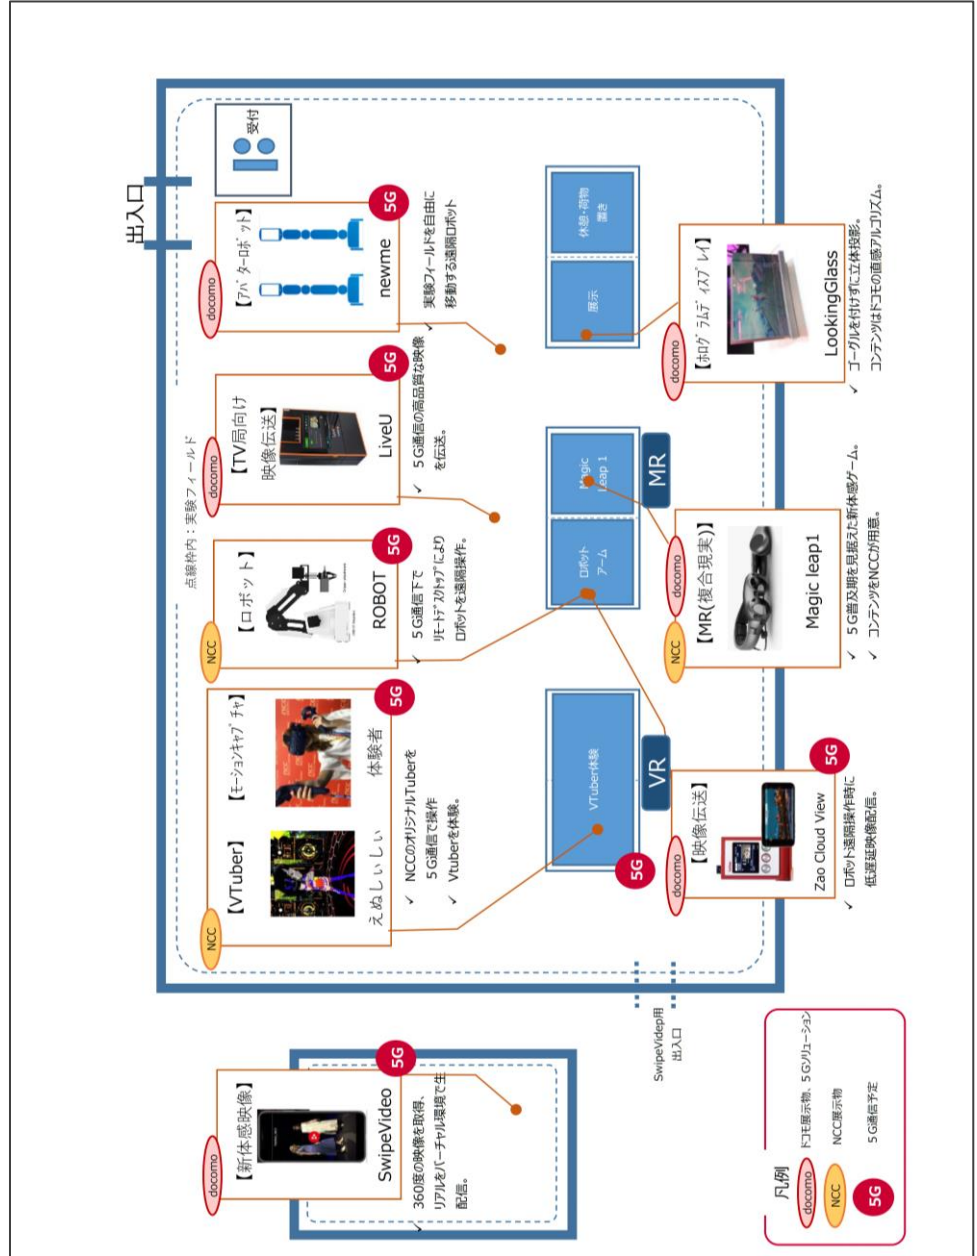 出入口
受付
点線枠内：実験フィールド
docomo
【新体感映像】
SwipeVideo
5G
✓ 360度の映像を取得、
リアルをバーチャル環境で生
配信。
NCC
【VTuber】
えぬしぃしぃ
【モーションキャプチャ】
体験者
5G
✓ NCCのオリジナルTuberを
5G通信で操作
✓ Vtuberを体験。
NCC
【ロボット】
ROBOT
5G
✓ 5G通信下で
リモートデスクトップにより
ロボットを遠隔操作。
docomo
【TV局向け
映像伝送】
LiveU
5G
✓ 5G通信の高品質な映像
を伝送。
docomo
【アバターロボット】
newme
5G
✓ 実験フィールドを自由に
移動する遠隔ロボット
5G
VTuber体験
VR
ロボット
アーム
Magic
Leap 1
MR
展示
休憩・荷物
置き
SwipeVidep用
出入口
docomo
【映像伝送】
Zao Cloud View
5G
✓ ロボット遠隔操作時に
低遅延映像配信。
NCC
docomo
【MR(複合現実)】
Magic leap1
✓ 5G普及期を見据えた新体感ゲーム。
✓ コンテンツをNCCが用意。
docomo
【ホログラムディスプレイ】
LookingGlass
✓ ゴーグルを付けずに立体投影。
コンテンツはドコモの直感アルゴリズム。
凡例
docomo ドコモ展示物、5Gソリューション
NCC NCC展示物
5G 5G通信予定